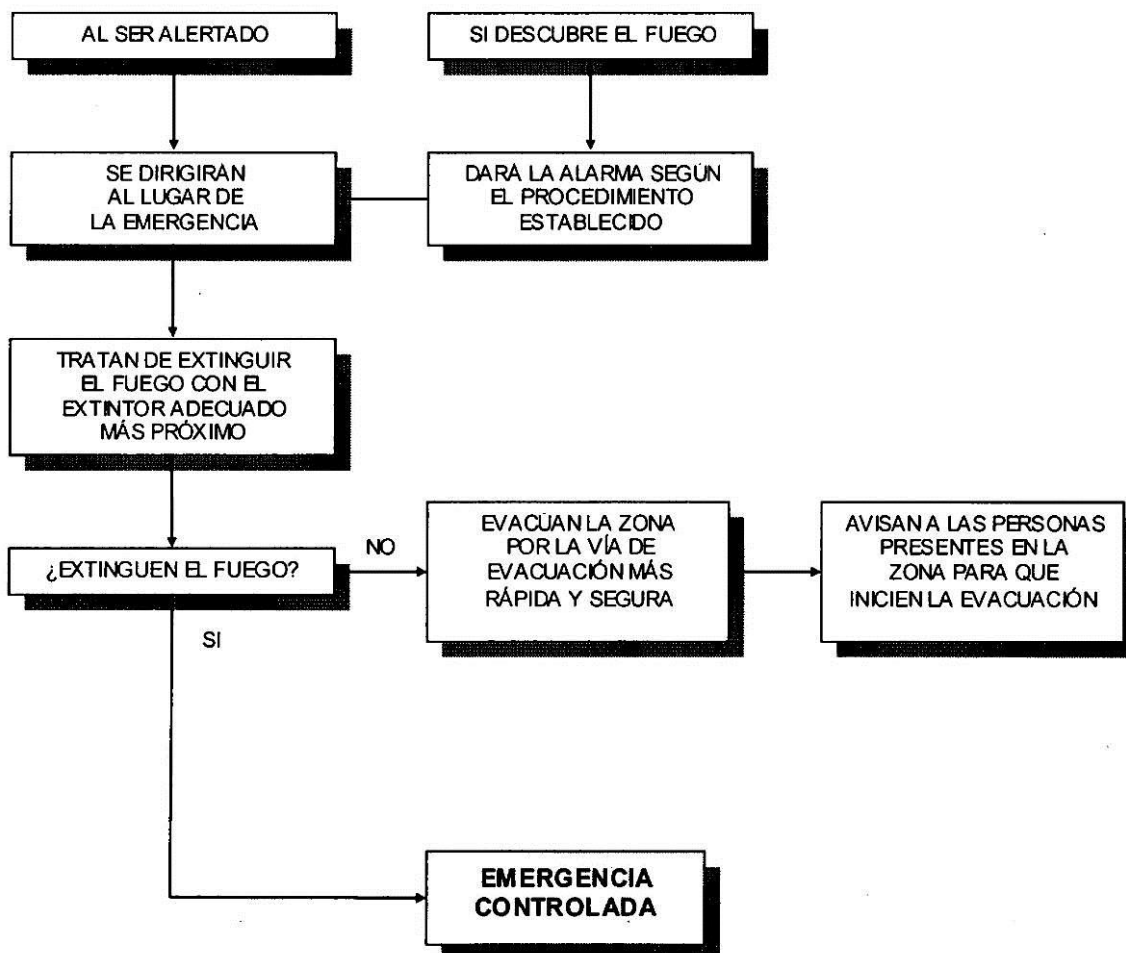 AL SER ALERTADO
SI DESCUBRE EL FUEGO
SE DIRIGIRÁN
AL LUGAR DE
LA EMERGENCIA
DARÁ LA ALARMA SEGÚN
EL PROCEDIMIENTO
ESTABLECIDO
TRATAN DE EXTINGUIR
EL FUEGO CON EL
EXTINTOR ADECUADO
MÁS PRÓXIMO
¿EXTINGUEN EL FUEGO?
NO
SI
EVACÚAN LA ZONA
POR LA VÍA DE
EVACUACIÓN MÁS
RÁPIDA Y SEGURA
AVISAN A LAS PERSONAS
PRESENTES EN LA
ZONA PARA QUE
INICIEN LA EVACUACIÓN
EMERGENCIA
CONTROLADA